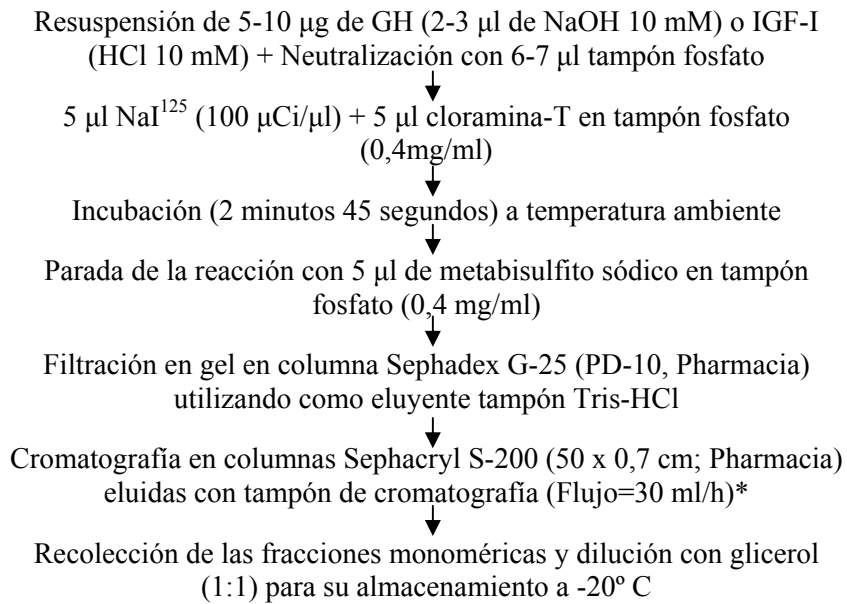 Resuspensión de 5-10 μg de GH (2-3 μl de NaOH 10 mM) o IGF-I
(HCl 10 mM) + Neutralización con 6-7 μl tampón fosfato
5 μl NaI¹²⁵ (100 μCi/μl) + 5 μl cloramina-T en tampón fosfato
(0,4mg/ml)
Incubación (2 minutos 45 segundos) a temperatura ambiente
Parada de la reacción con 5 μl de metabisulfito sódico en tampón
fosfato (0,4 mg/ml)
Filtración en gel en columna Sephadex G-25 (PD-10, Pharmacia)
utilizando como eluyente tampón Tris-HCl
Cromatografía en columnas Sephacryl S-200 (50 x 0,7 cm; Pharmacia)
eluidas con tampón de cromatografía (Flujo=30 ml/h)*
Recolección de las fracciones monoméricas y dilución con glicerol
(1:1) para su almacenamiento a -20º C